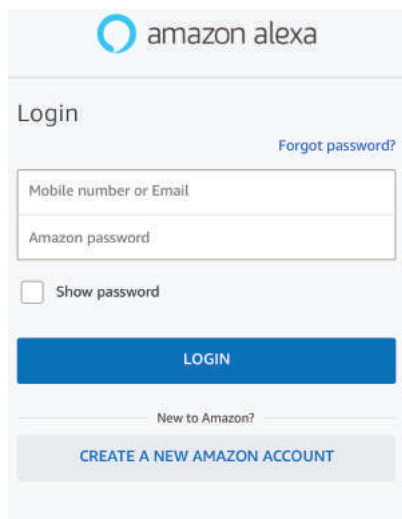 amazon alexa
Login
Forgot password?
Mobile number or Email
Amazon password
Show password
LOGIN
New to Amazon?
CREATE A NEW AMAZON ACCOUNT